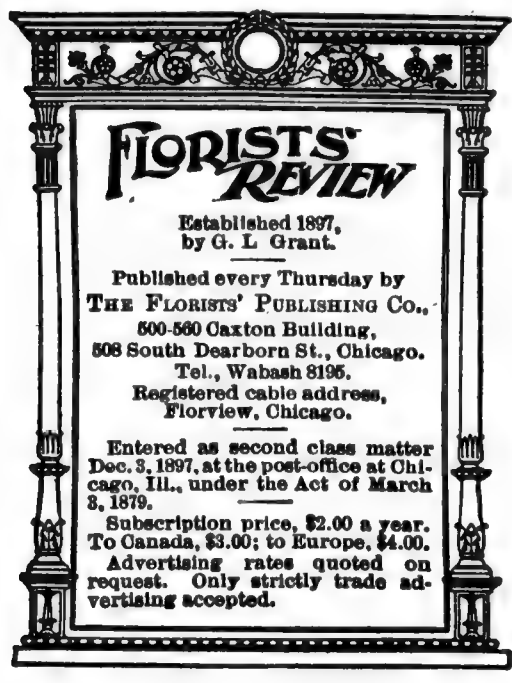 FLORISTS'
REVIEW
Established 1897,
by G. L Grant.
Published every Thursday by
THE FLORISTS' PUBLISHING CO.,
500-560 Caxton Building,
508 South Dearborn St., Chicago.
Tel., Wabash 8195.
Registered cable address,
Florview, Chicago.
Entered as second class matter
Dec. 3, 1897, at the post-office at Chi-
cago, Ill., under the Act of March
3, 1879.
Subscription price, $2.00 a year.
To Canada, $3.00; to Europe, $4.00.
Advertising rates quoted on
request. Only strictly trade ad-
vertising accepted.